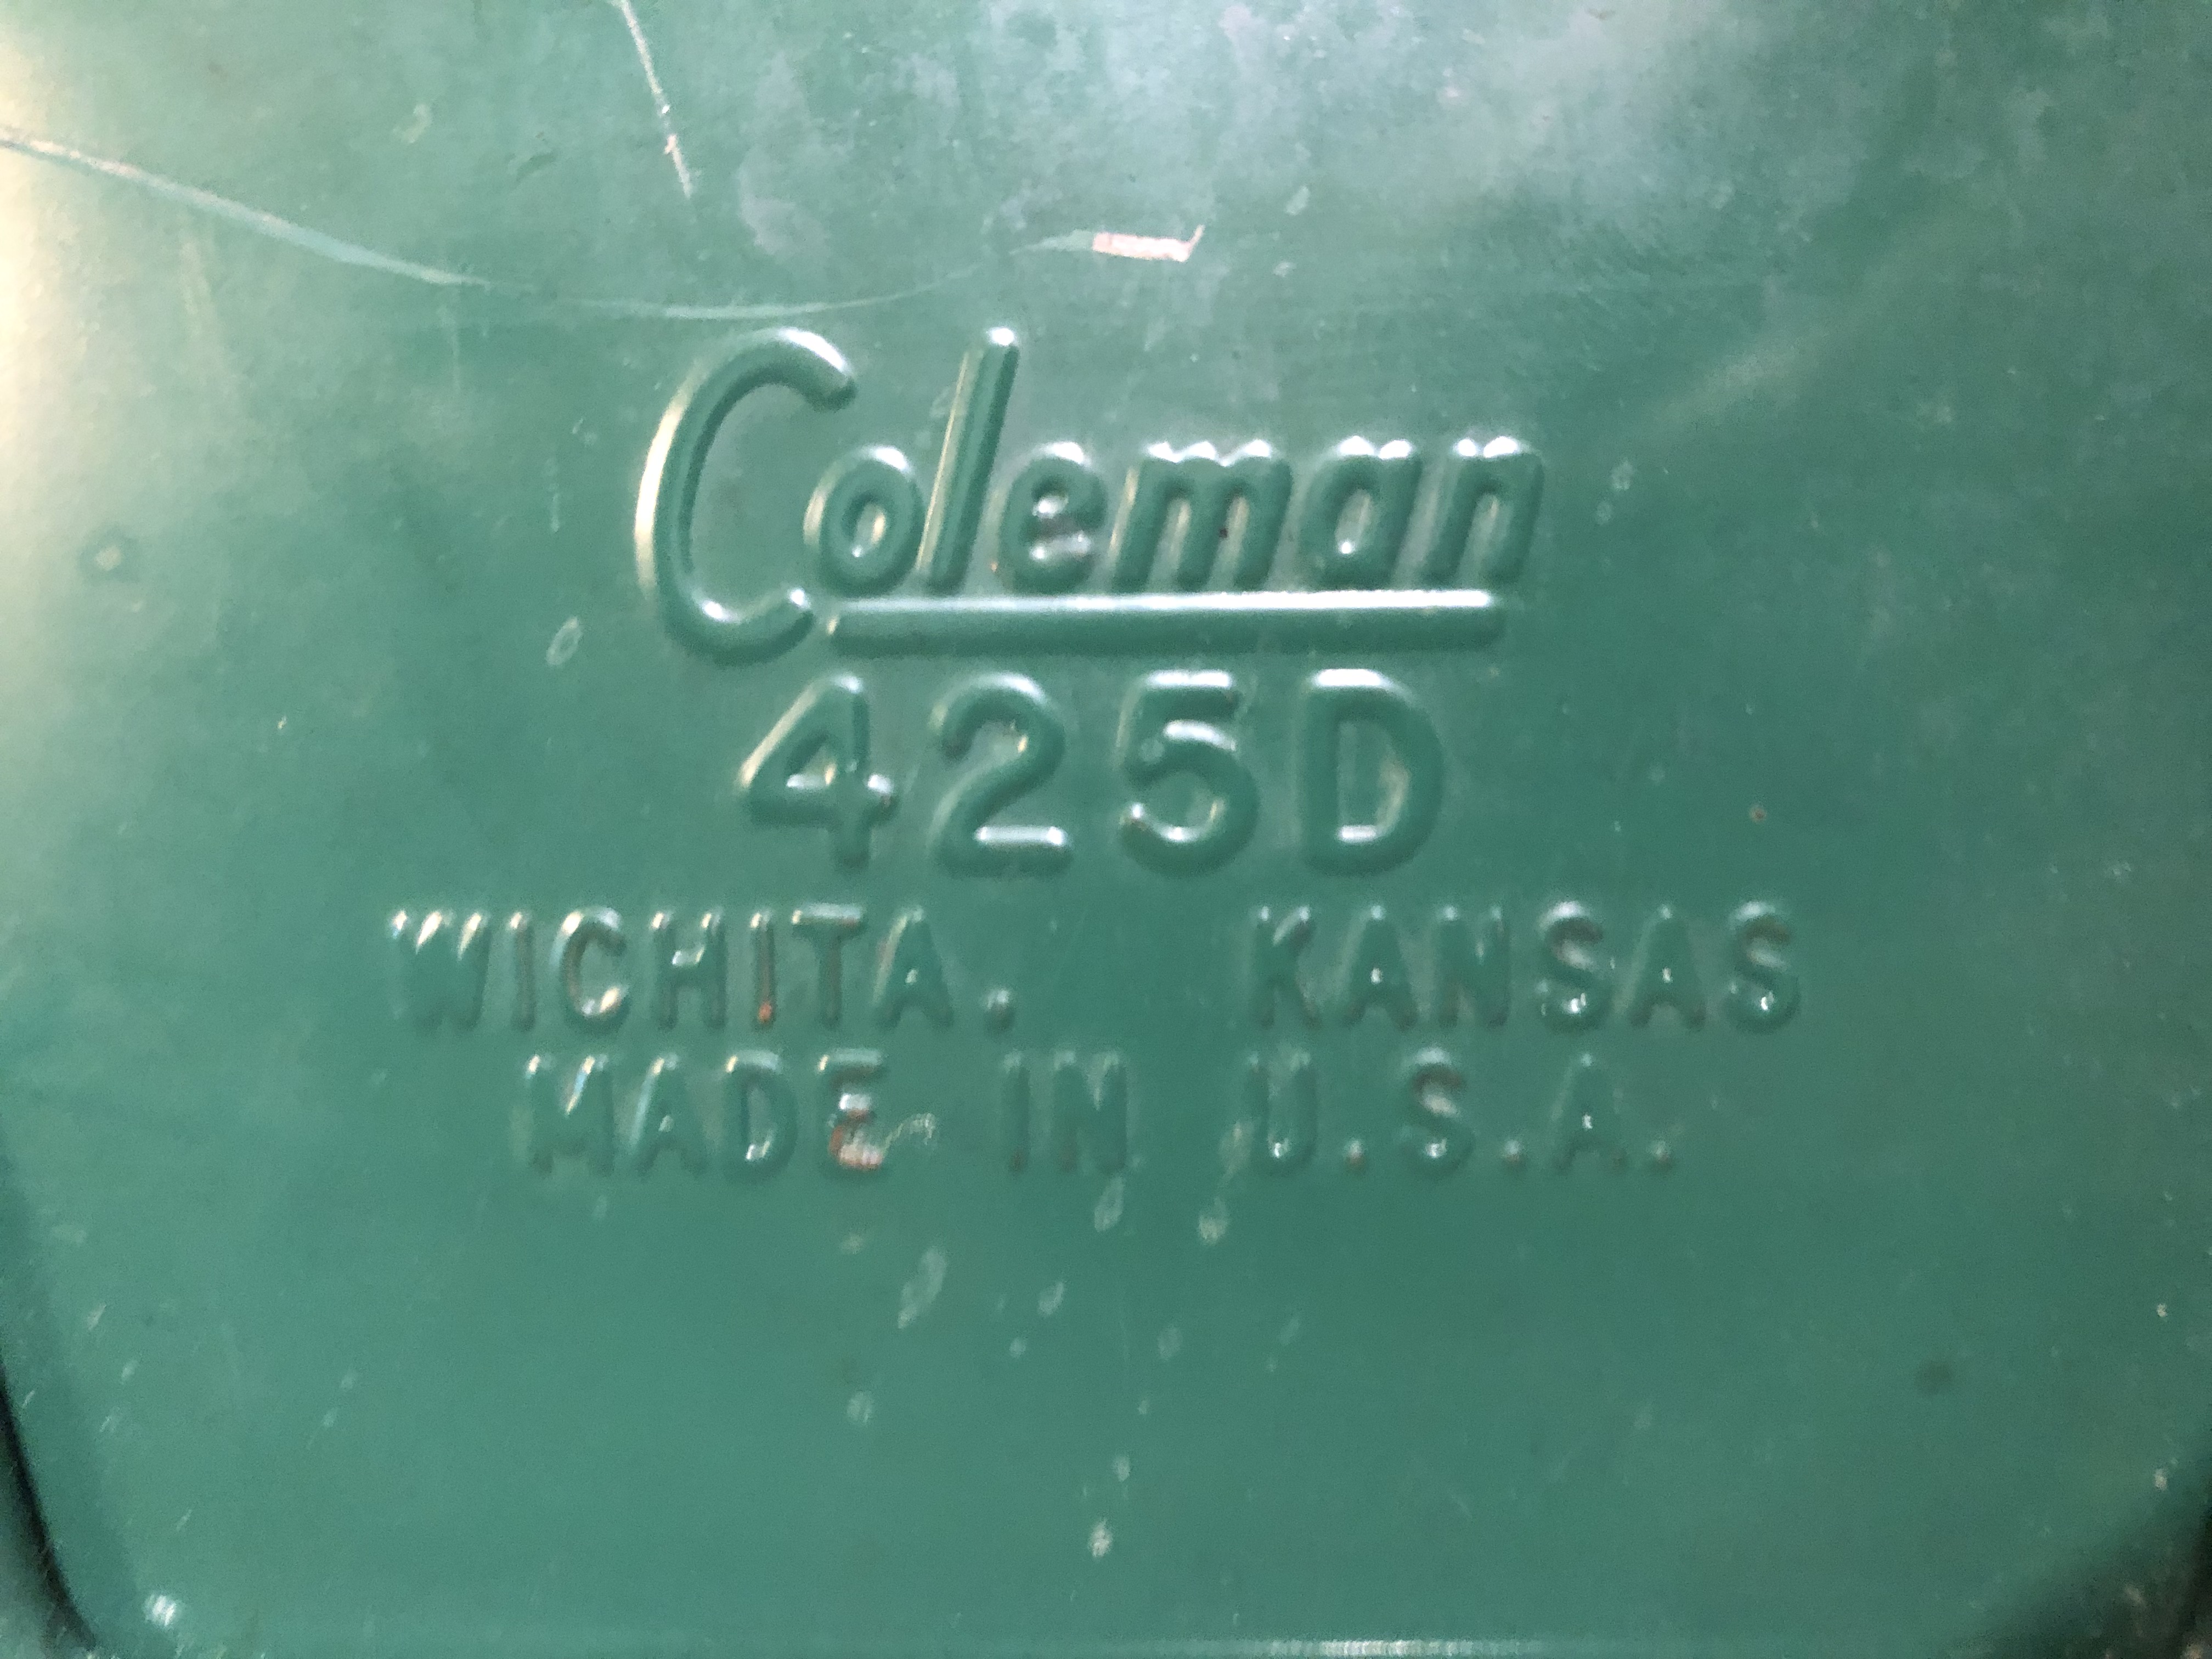 Coleman
425D
WICHITA, KANSAS
MADE IN U.S.A.